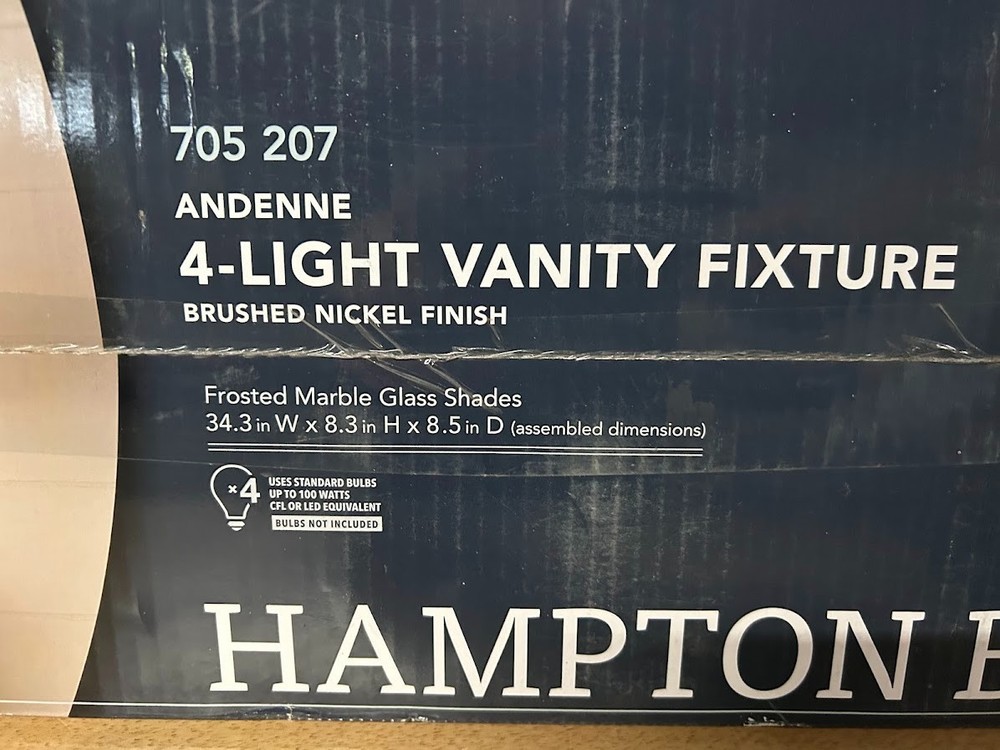 705 207
ANDENNE
4-LIGHT VANITY FIXTURE
BRUSHED NICKEL FINISH
Frosted Marble Glass Shades
34.3 in W x 8.3 in H x 8.5 in D (assembled dimensions)
×4
USES STANDARD BULBS
UP TO 100 WATTS
CFL OR LED EQUIVALENT
BULBS NOT INCLUDED
HAMPTON